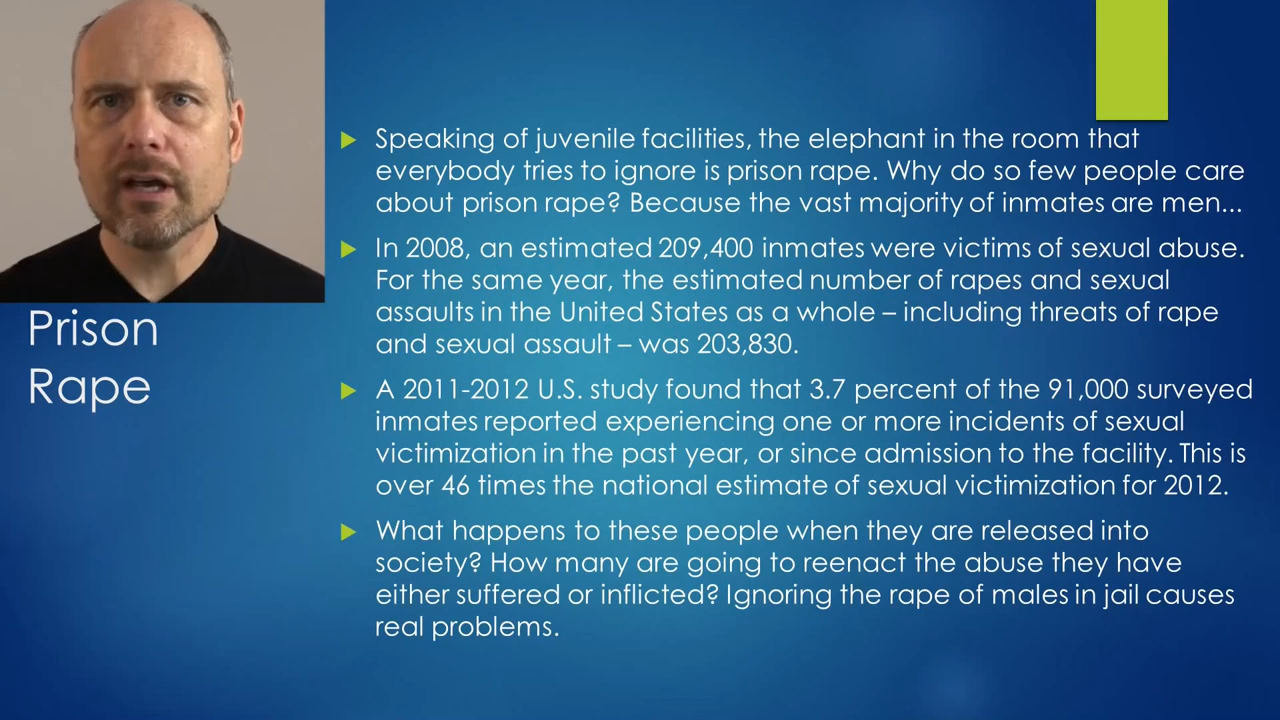 Speaking of juvenile facilities, the elephant in the room that
everybody tries to ignore is prison rape. Why do so few people care
about prison rape? Because the vast majority of inmates are men...
In 2008, an estimated 209,400 inmates were victims of sexual abuse.
For the same year, the estimated number of rapes and sexual
assaults in the United States as a whole – including threats of rape
and sexual assault – was 203,830.
A 2011-2012 U.S. study found that 3.7 percent of the 91,000 surveyed
inmates reported experiencing one or more incidents of sexual
victimization in the past year, or since admission to the facility. This is
over 46 times the national estimate of sexual victimization for 2012.
What happens to these people when they are released into
society? How many are going to reenact the abuse they have
either suffered or inflicted? Ignoring the rape of males in jail causes
real problems.
Prison
Rape